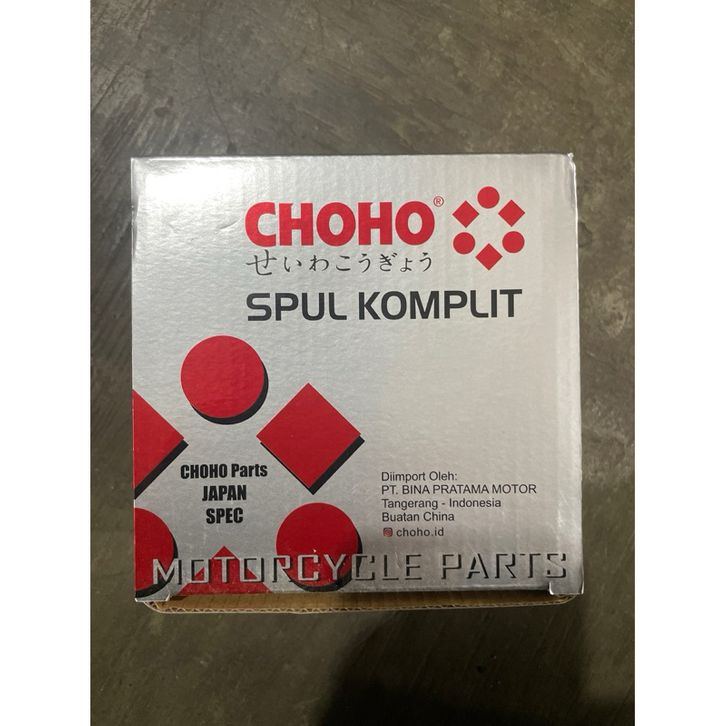 CHOHO®
せいわこうぎょう
SPUL KOMPLIT
CHOHO Parts
JAPAN
SPEC
Diimport Oleh:
PT. BINA PRATAMA MOTOR
Tangerang - Indonesia
Buatan China
choho.id
MOTORCYCLE PARTS